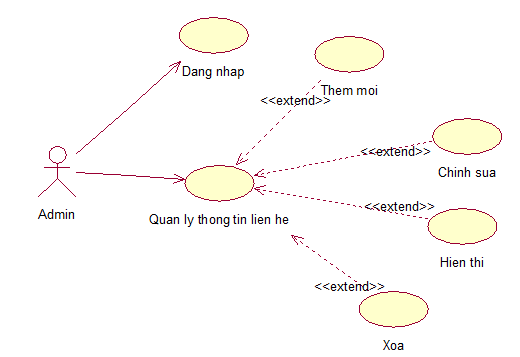 Dang nhap
Them moi
<<extend>>
<<extend>>
Chinh sua
Admin
Quan ly thong tin lien he
<<extend>>
Hien thi
<<extend>>
Xoa